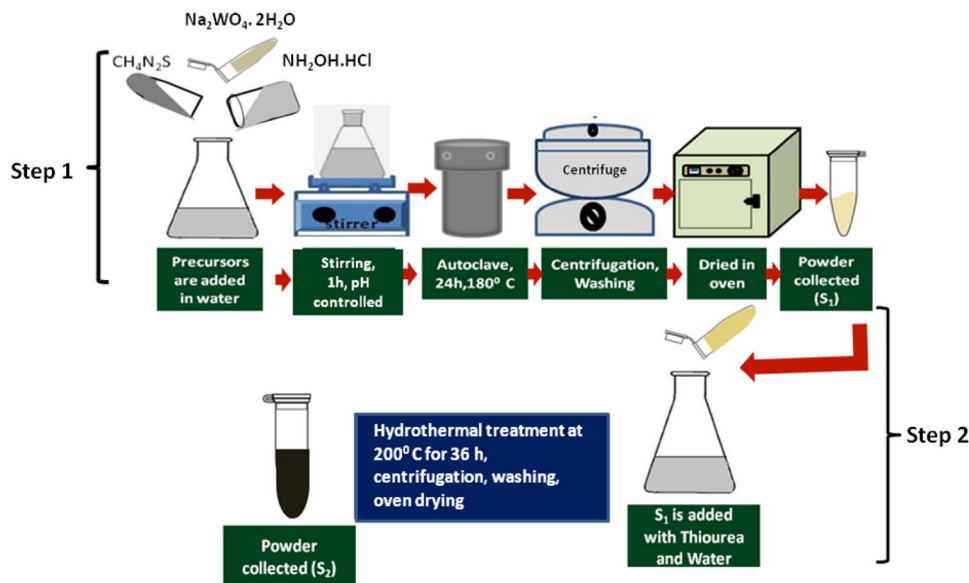 Na₂WO₄. 2H₂O
CH₄N₂S
NH₂OH.HCl
Step 1
stirrer
Centrifuge
Precursors
are added
in water
Stirring,
1h, pH
controlled
Autoclave,
24h,180⁰ C
Centrifugation,
Washing
Dried in
oven
Powder
collected
(S₁)
Step 2
Hydrothermal treatment at
200⁰ C for 36 h,
centrifugation, washing,
oven drying
S₁ is added
with Thiourea
and Water
Powder
collected (S₂)